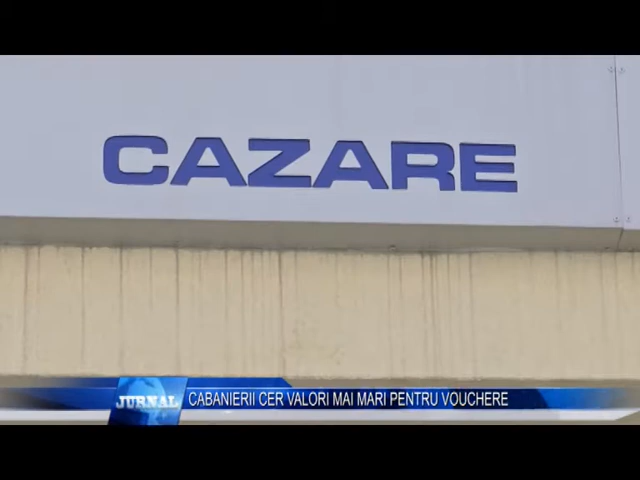 CAZARE
JURNAL
CABANIERII CER VALORI MAI MARI PENTRU VOUCHERE